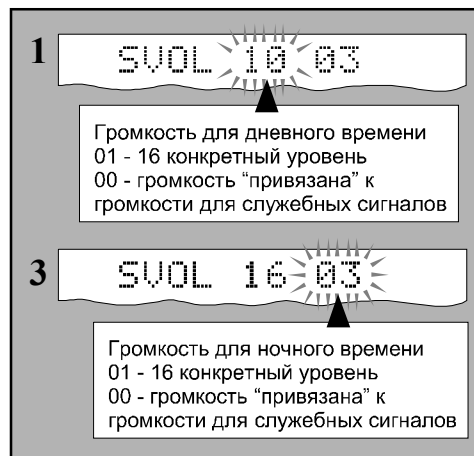 1
SVOL 10 03
Громкость для дневного времени
01 - 16 конкретный уровень
00 - громкость “привязана” к
громкости для служебных сигналов
3
SVOL 16 03
Громкость для ночного времени
01 - 16 конкретный уровень
00 - громкость “привязана” к
громкости для служебных сигналов